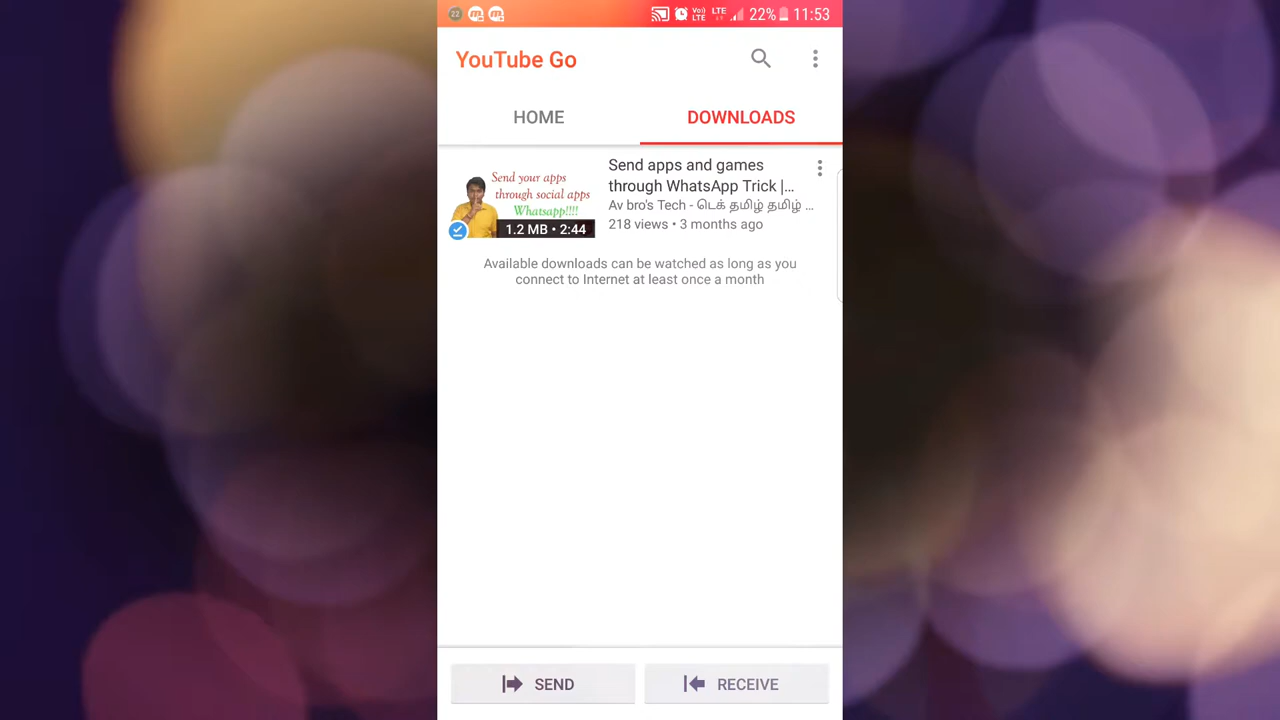 22 LTE 22% 11:53
YouTube Go
HOME DOWNLOADS
Send your apps
through social apps
Whatsapp!!!!
1.2 MB • 2:44
Send apps and games
through WhatsApp Trick |...
Av bro's Tech - டெக் தமிழ் தமிழ் ...
218 views • 3 months ago
Available downloads can be watched as long as you
connect to Internet at least once a month
SEND RECEIVE